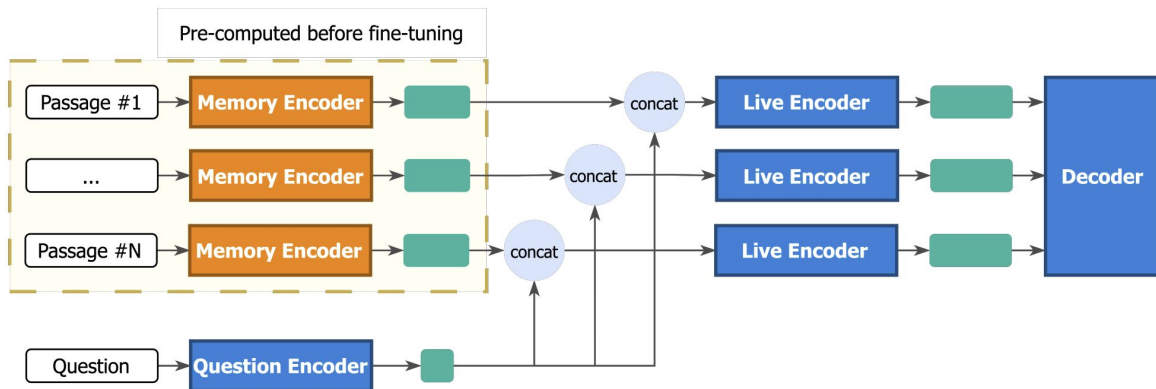 Pre-computed before fine-tuning
Passage #1
Memory Encoder
concat
Live Encoder
...
Memory Encoder
concat
Live Encoder
Decoder
Passage #N
Memory Encoder
concat
Live Encoder
Question
Question Encoder